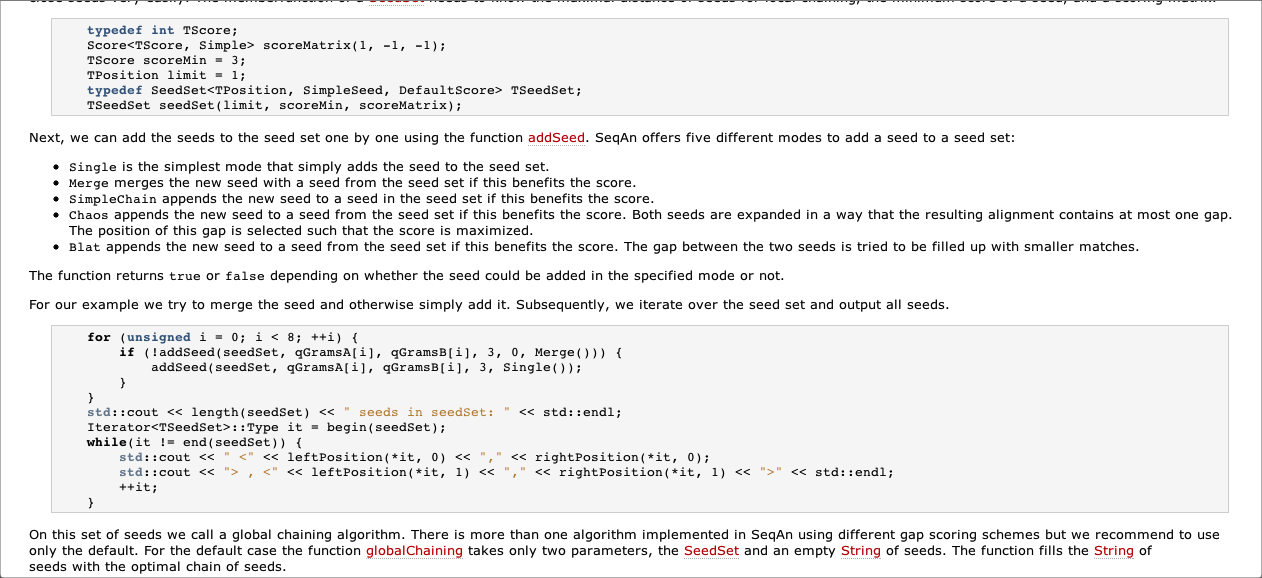 typedef int TScore;
Score<TScore, Simple> scoreMatrix(1, -1, -1);
TScore scoreMin = 3;
TPosition limit = 1;
typedef SeedSet<TPosition, SimpleSeed, DefaultScore> TSeedSet;
TSeedSet seedSet(limit, scoreMin, scoreMatrix);
Next, we can add the seeds to the seed set one by one using the function addSeed. SeqAn offers five different modes to add a seed to a seed set:
• Single is the simplest mode that simply adds the seed to the seed set.
• Merge merges the new seed with a seed from the seed set if this benefits the score.
• SimpleChain appends the new seed to a seed in the seed set if this benefits the score.
• Chaos appends the new seed to a seed from the seed set if this benefits the score. Both seeds are expanded in a way that the resulting alignment contains at most one gap.
The position of this gap is selected such that the score is maximized.
• Blat appends the new seed to a seed from the seed set if this benefits the score. The gap between the two seeds is tried to be filled up with smaller matches.
The function returns true or false depending on whether the seed could be added in the specified mode or not.
For our example we try to merge the seed and otherwise simply add it. Subsequently, we iterate over the seed set and output all seeds.
for (unsigned i = 0; i < 8; ++i) {
if (!addSeed(seedSet, qGramsA[i], qGramsB[i], 3, 0, Merge())) {
addSeed(seedSet, qGramsA[i], qGramsB[i], 3, Single());
}
}
std::cout << length(seedSet) << " seeds in seedSet: " << std::endl;
Iterator<TSeedSet>::Type it = begin(seedSet);
while(it != end(seedSet)) {
std::cout << " <" << leftPosition(*it, 0) << "," << rightPosition(*it, 0);
std::cout << "> , <" << leftPosition(*it, 1) << "," << rightPosition(*it, 1) << ">" << std::endl;
++it;
}
On this set of seeds we call a global chaining algorithm. There is more than one algorithm implemented in SeqAn using different gap scoring schemes but we recommend to use
only the default. For the default case the function globalChaining takes only two parameters, the SeedSet and an empty String of seeds. The function fills the String of
seeds with the optimal chain of seeds.